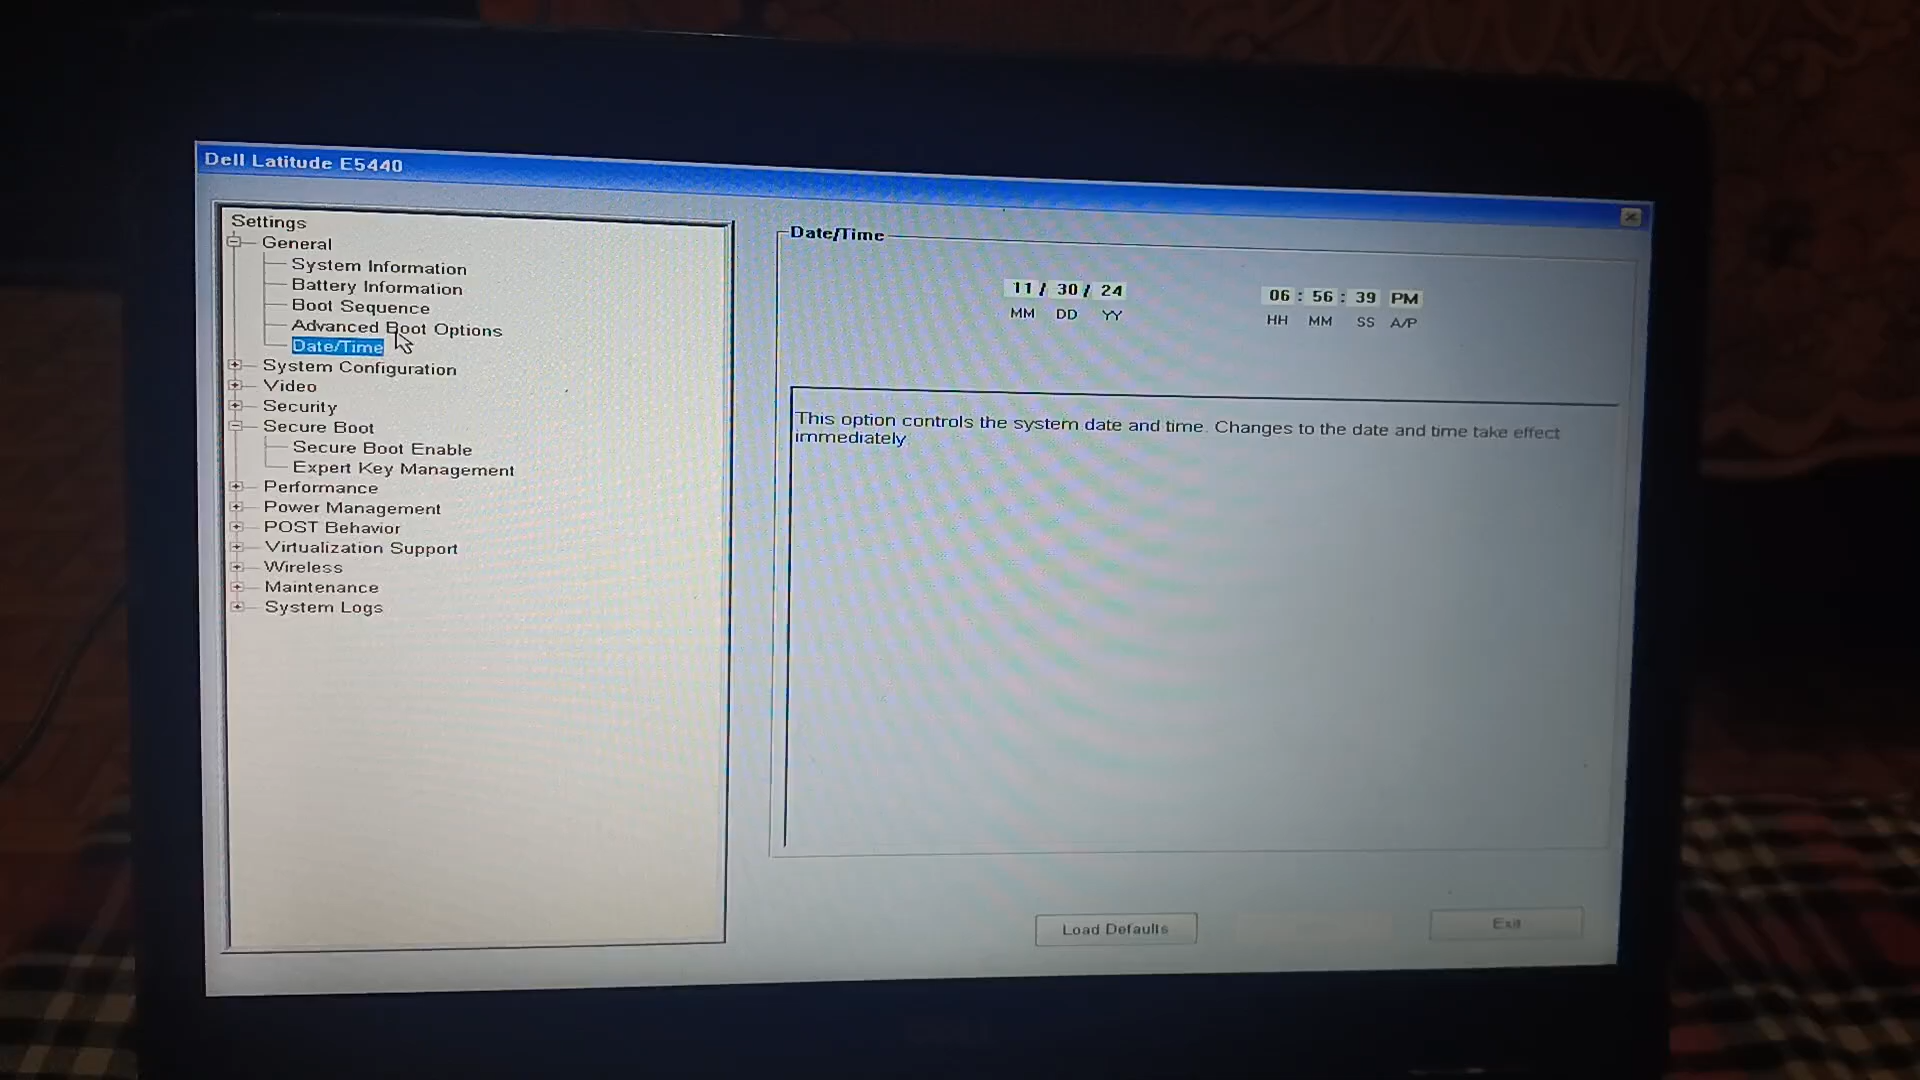 Dell Latitude E5440
Settings
General
System Information
Battery Information
Boot Sequence
Advanced Boot Options
Date/Time
System Configuration
Video
Security
Secure Boot
Secure Boot Enable
Expert Key Management
Performance
Power Management
POST Behavior
Virtualization Support
Wireless
Maintenance
System Logs
Date/Time
11 / 30 / 24
MM DD YY
06 : 56 : 39 PM
HH MM SS A/P
This option controls the system date and time. Changes to the date and time take effect
immediately
Load Defaults
Exit